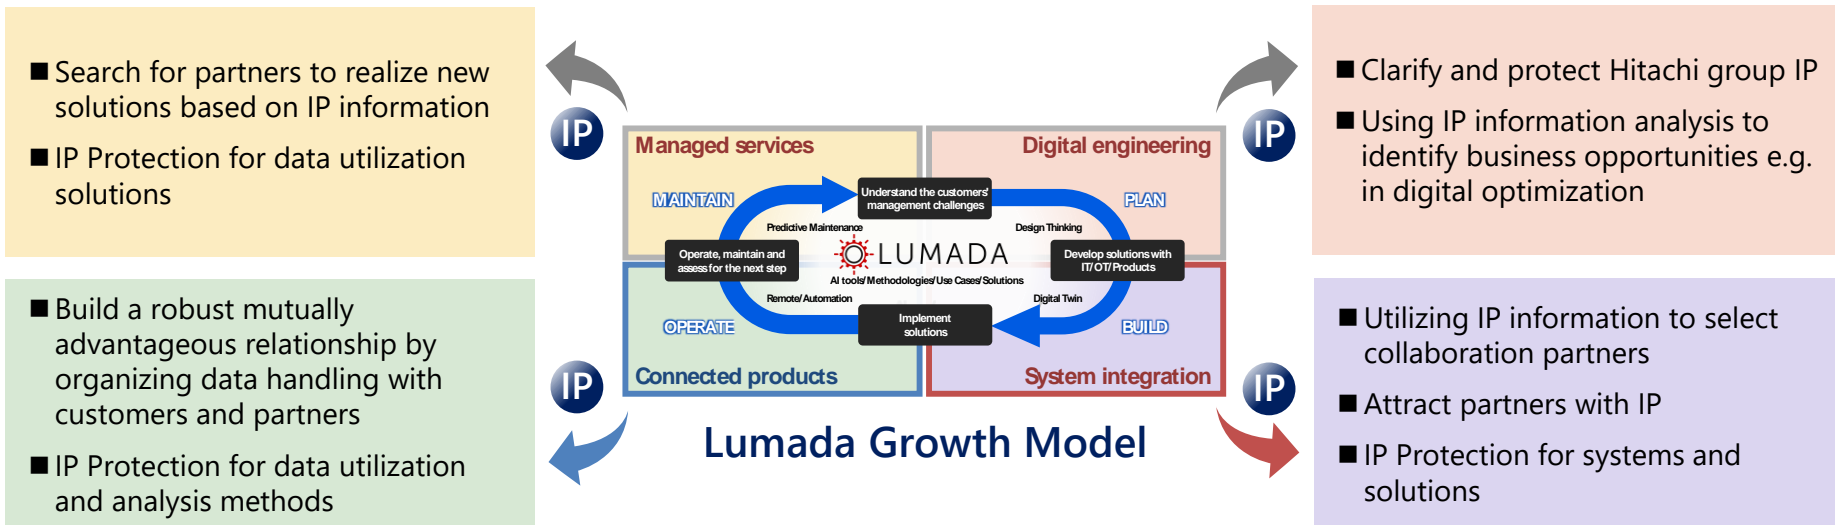 ■ Search for partners to realize new
solutions based on IP information
■ IP Protection for data utilization
solutions
■ Build a robust mutually
advantageous relationship by
organizing data handling with
customers and partners
■ IP Protection for data utilization
and analysis methods
IP
IP
Managed services
Digital engineering
MAINTAIN
Understand the customers'
management challenges
PLAN
Predictive Maintenance
Design Thinking
Operate, maintain and
assess for the next step
LUMADA
Develop solutions with
IT/OT/Products
AI tools/Methodologies/Use Cases/Solutions
Remote/Automation
Digital Twin
OPERATE
Implement
solutions
BUILD
Connected products
System integration
Lumada Growth Model
IP
IP
■ Clarify and protect Hitachi group IP
■ Using IP information analysis to
identify business opportunities e.g.
in digital optimization
■ Utilizing IP information to select
collaboration partners
■ Attract partners with IP
■ IP Protection for systems and
solutions